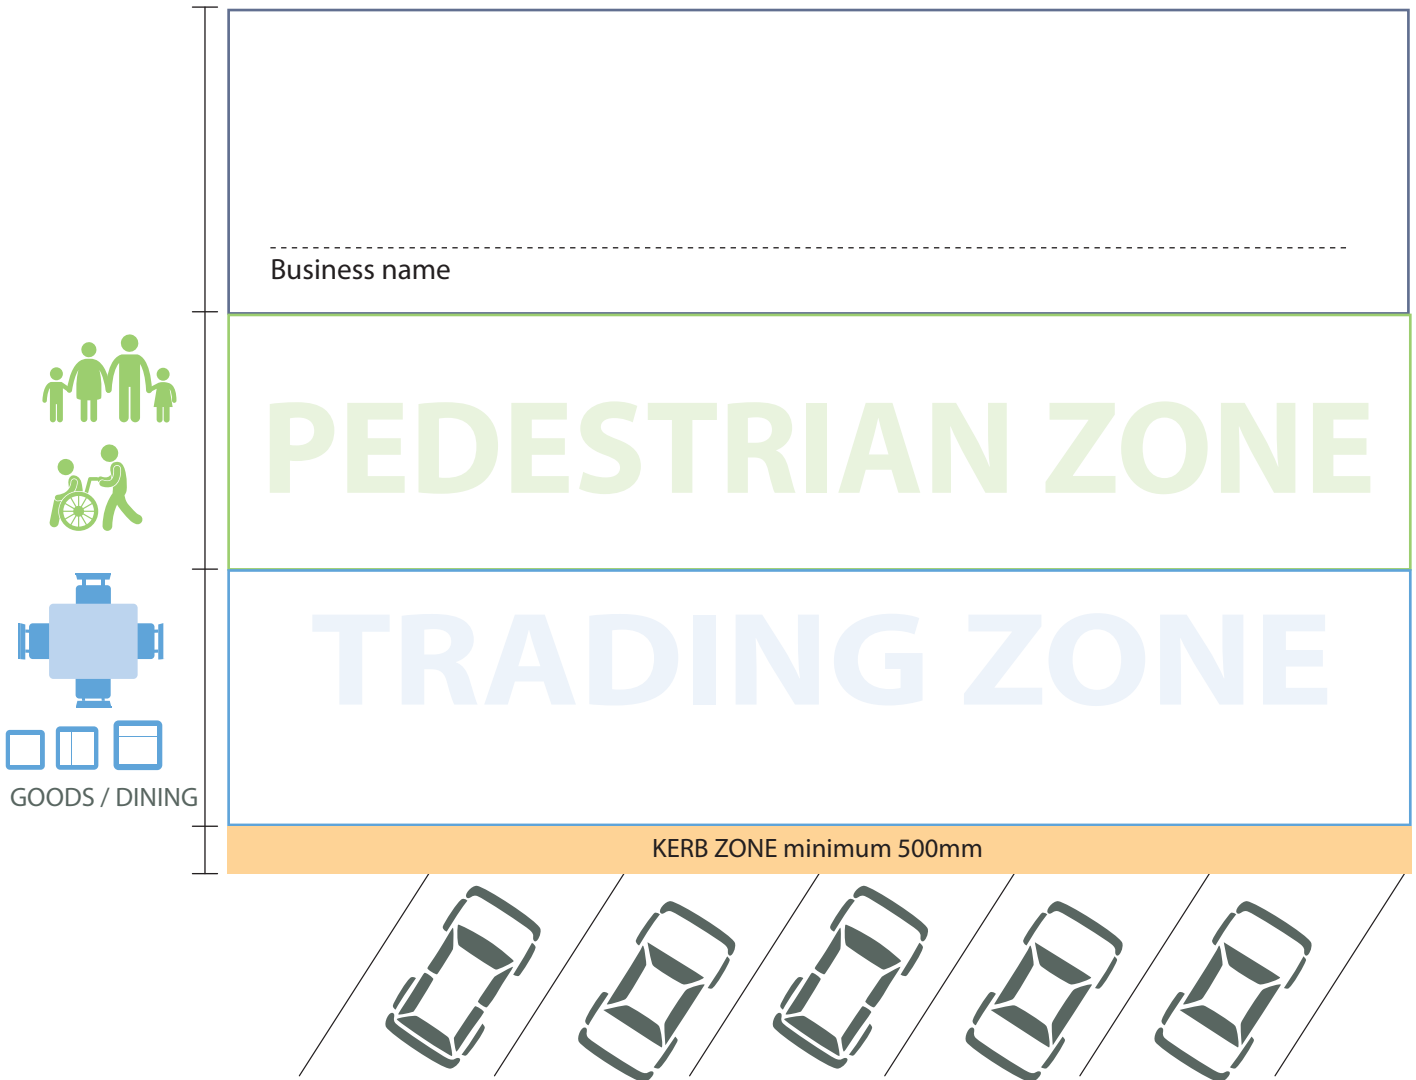 Business name
PEDESTRIAN ZONE
TRADING ZONE
GOODS / DINING
KERB ZONE minimum 500mm